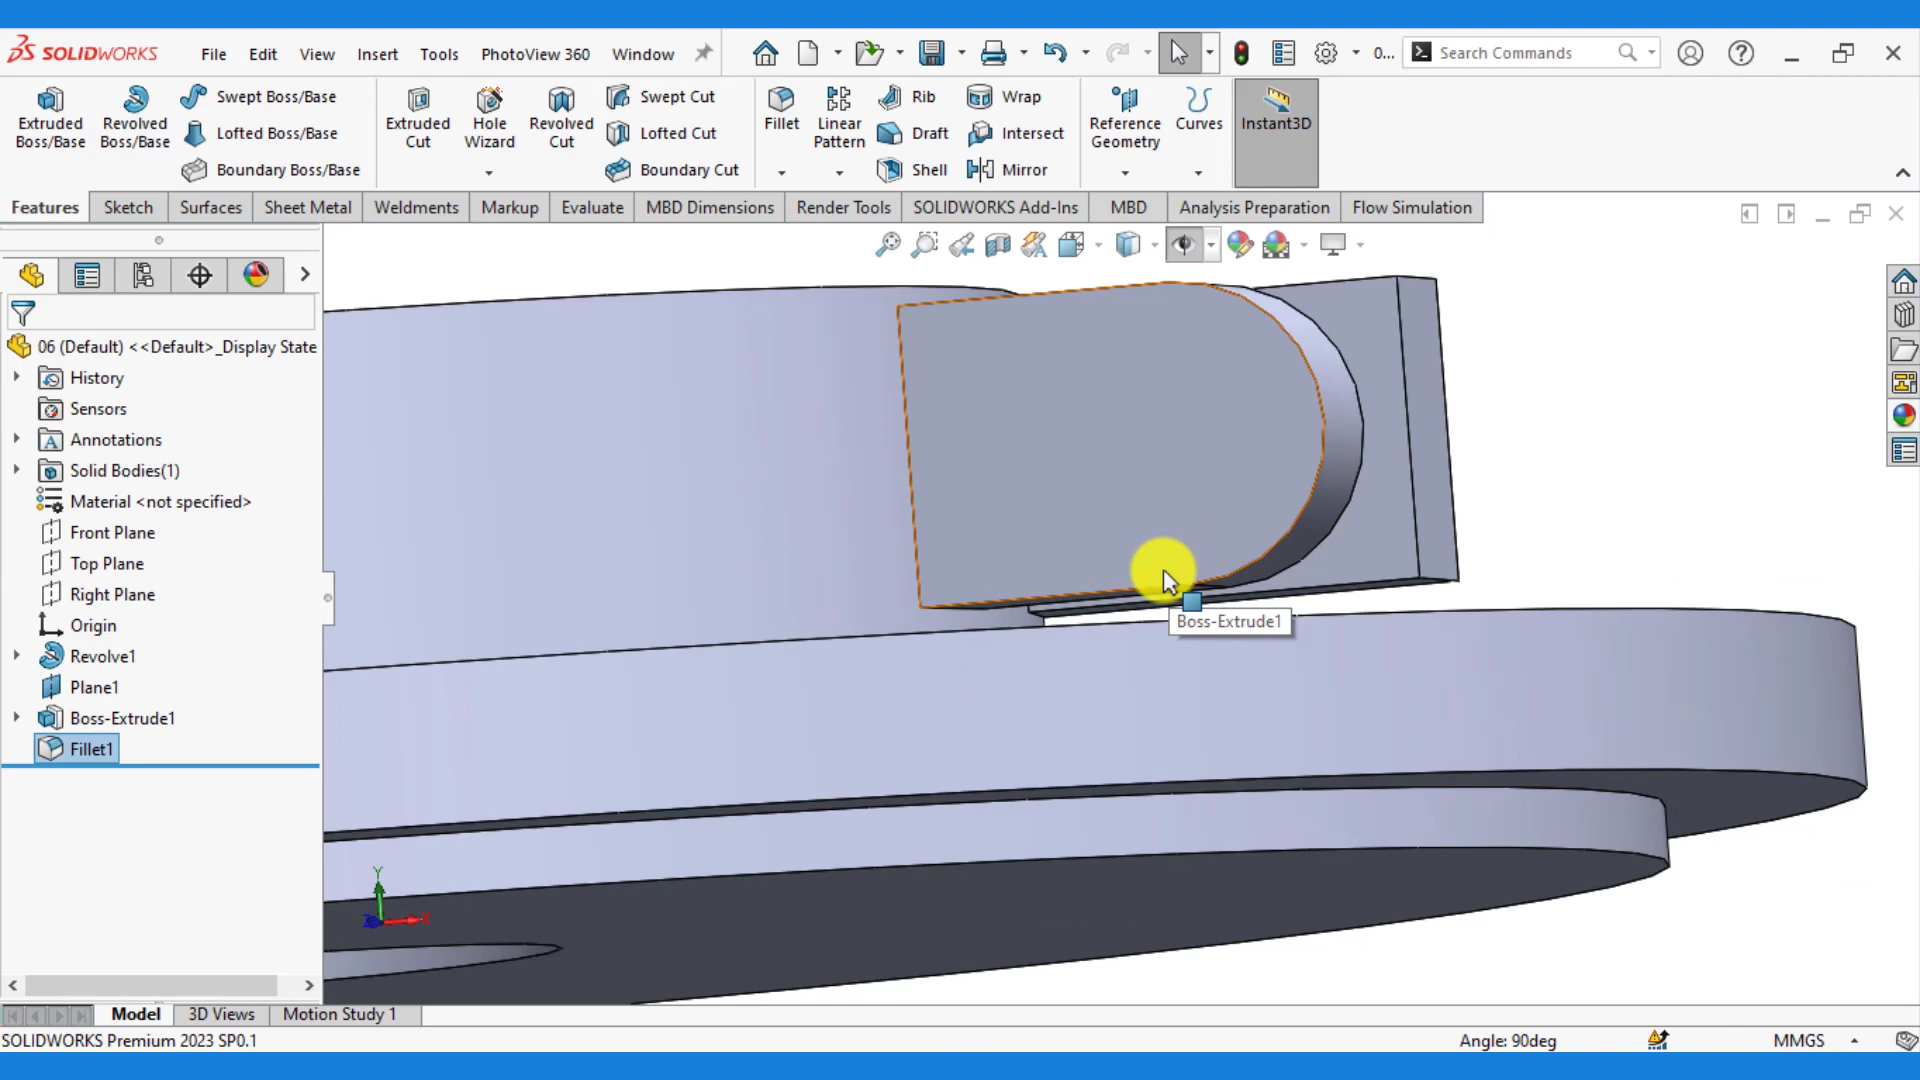 SOLIDWORKS File Edit View Insert Tools PhotoView 360 Window 0... Search Commands
Extruded Boss/Base
Revolved Boss/Base
Swept Boss/Base
Lofted Boss/Base
Boundary Boss/Base
Extruded Cut
Hole Wizard
Revolved Cut
Swept Cut
Lofted Cut
Boundary Cut
Fillet
Linear Pattern
Rib
Draft
Shell
Wrap
Intersect
Mirror
Reference Geometry
Curves
Instant3D
Features Sketch Surfaces Sheet Metal Weldments Markup Evaluate MBD Dimensions Render Tools SOLIDWORKS Add-Ins MBD Analysis Preparation Flow Simulation
06 (Default) <<Default>_Display State
History
Sensors
Annotations
Solid Bodies(1)
Material <not specified>
Front Plane
Top Plane
Right Plane
Origin
Revolve1
Plane1
Boss-Extrude1
Fillet1
Boss-Extrude1
Y
X
Model 3D Views Motion Study 1
SOLIDWORKS Premium 2023 SP0.1 Angle: 90deg MMGS